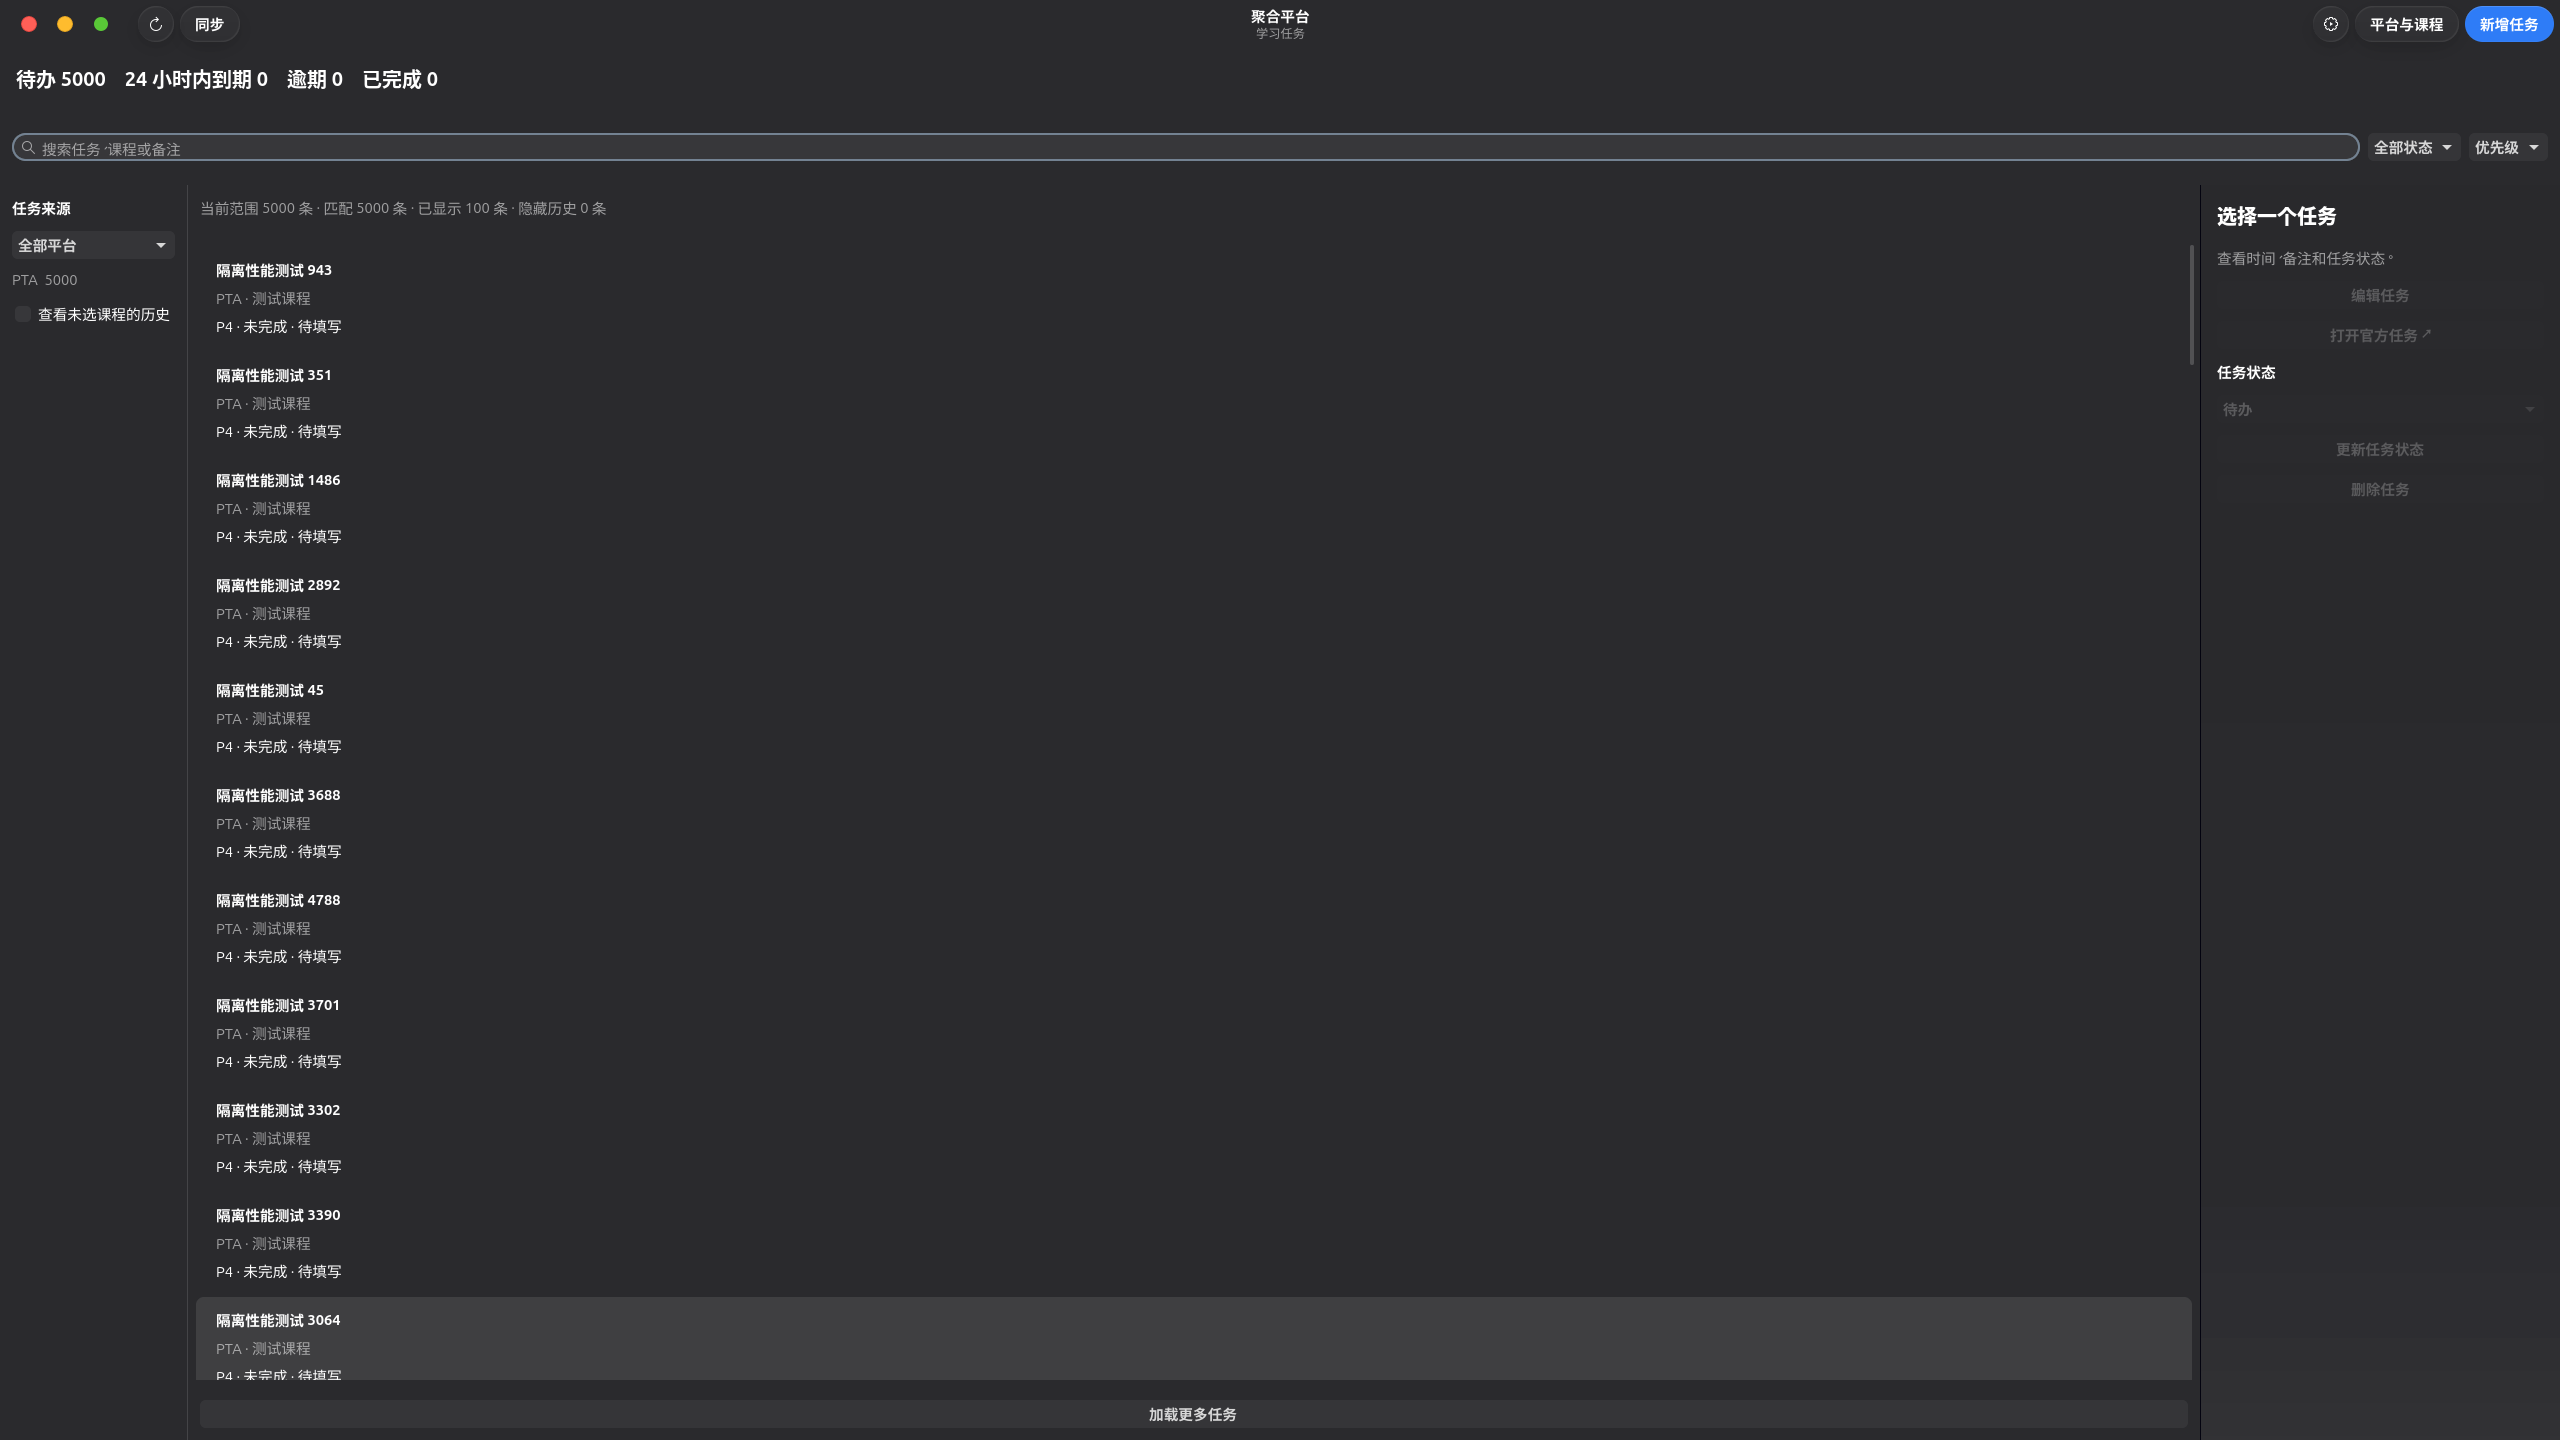 同步
聚合平台
学习任务
平台与课程
新增任务
待办 5000 24 小时内到期 0 逾期 0 已完成 0
搜索任务、课程或备注
全部状态
优先级
任务来源
全部平台
PTA 5000
查看未选课程的历史
当前范围 5000 条 · 匹配 5000 条 · 已显示 100 条 · 隐藏历史 0 条
隔离性能测试 943
PTA · 测试课程
P4 · 未完成 · 待填写
隔离性能测试 351
PTA · 测试课程
P4 · 未完成 · 待填写
隔离性能测试 1486
PTA · 测试课程
P4 · 未完成 · 待填写
隔离性能测试 2892
PTA · 测试课程
P4 · 未完成 · 待填写
隔离性能测试 45
PTA · 测试课程
P4 · 未完成 · 待填写
隔离性能测试 3688
PTA · 测试课程
P4 · 未完成 · 待填写
隔离性能测试 4788
PTA · 测试课程
P4 · 未完成 · 待填写
隔离性能测试 3701
PTA · 测试课程
P4 · 未完成 · 待填写
隔离性能测试 3302
PTA · 测试课程
P4 · 未完成 · 待填写
隔离性能测试 3390
PTA · 测试课程
P4 · 未完成 · 待填写
隔离性能测试 3064
PTA · 测试课程
P4 · 未完成 · 待填写
加载更多任务
选择一个任务
查看时间、备注和任务状态。
编辑任务
打开官方任务 ↗
任务状态
待办
更新任务状态
删除任务